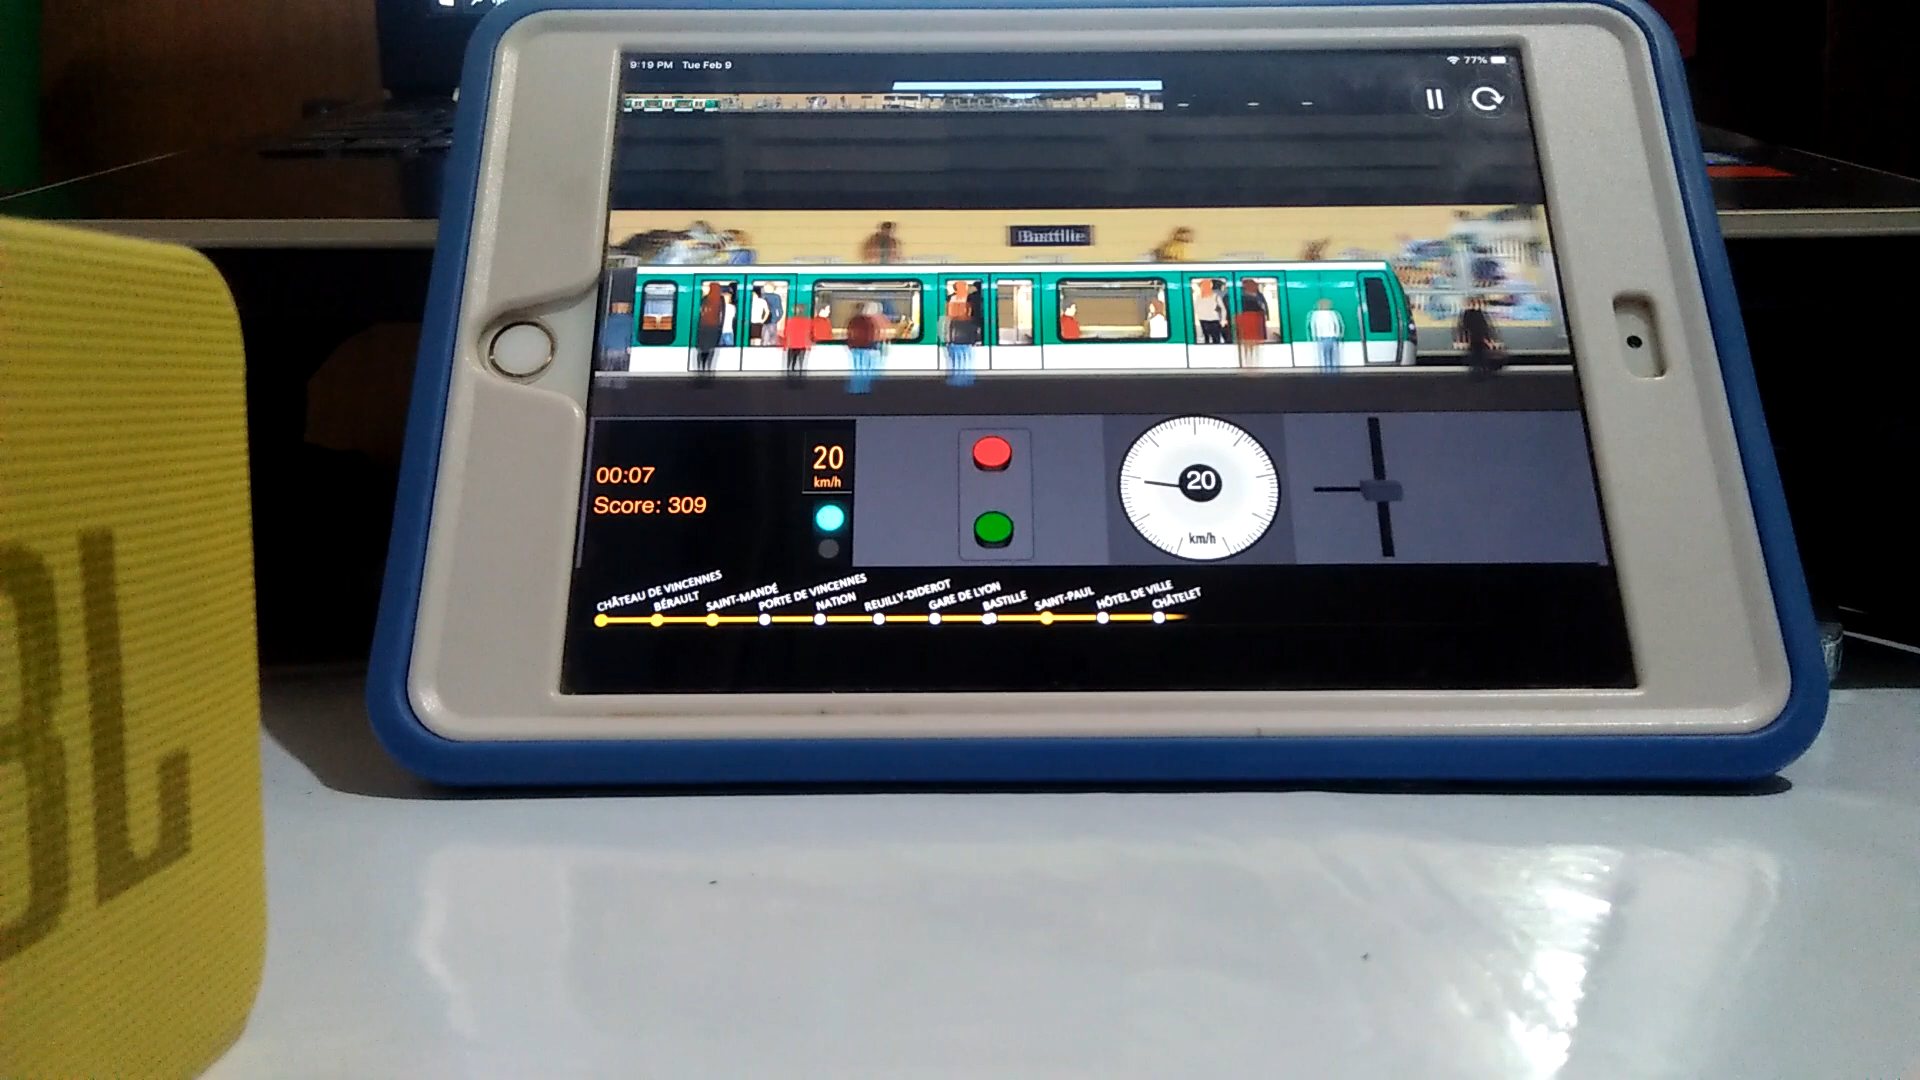 9:19 PM Tue Feb 9
77%
Bastille
20
km/h
00:07
Score: 309
20
km/h
CHÂTEAU DE VINCENNES
BÉRAULT
SAINT-MANDÉ
PORTE DE VINCENNES
NATION
REUILLY-DIDEROT
GARE DE LYON
BASTILLE
SAINT-PAUL
HÔTEL DE VILLE
CHÂTELET
BL